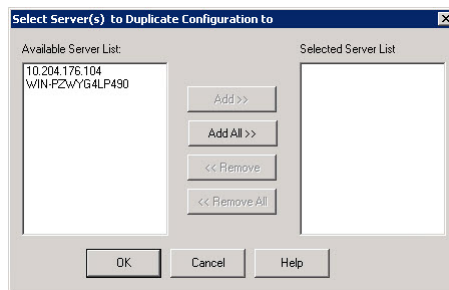 Select Server(s) to Duplicate Configuration to
Available Server List:
Selected Server List
10.204.176.104
WIN-PZWYG4LP490
Add >>
Add All >>
<< Remove
<< Remove All
OK
Cancel
Help